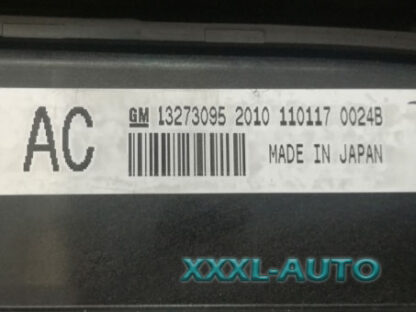 AC
GM 13273095 2010 110117 0024B
MADE IN JAPAN
XXXL-AUTO